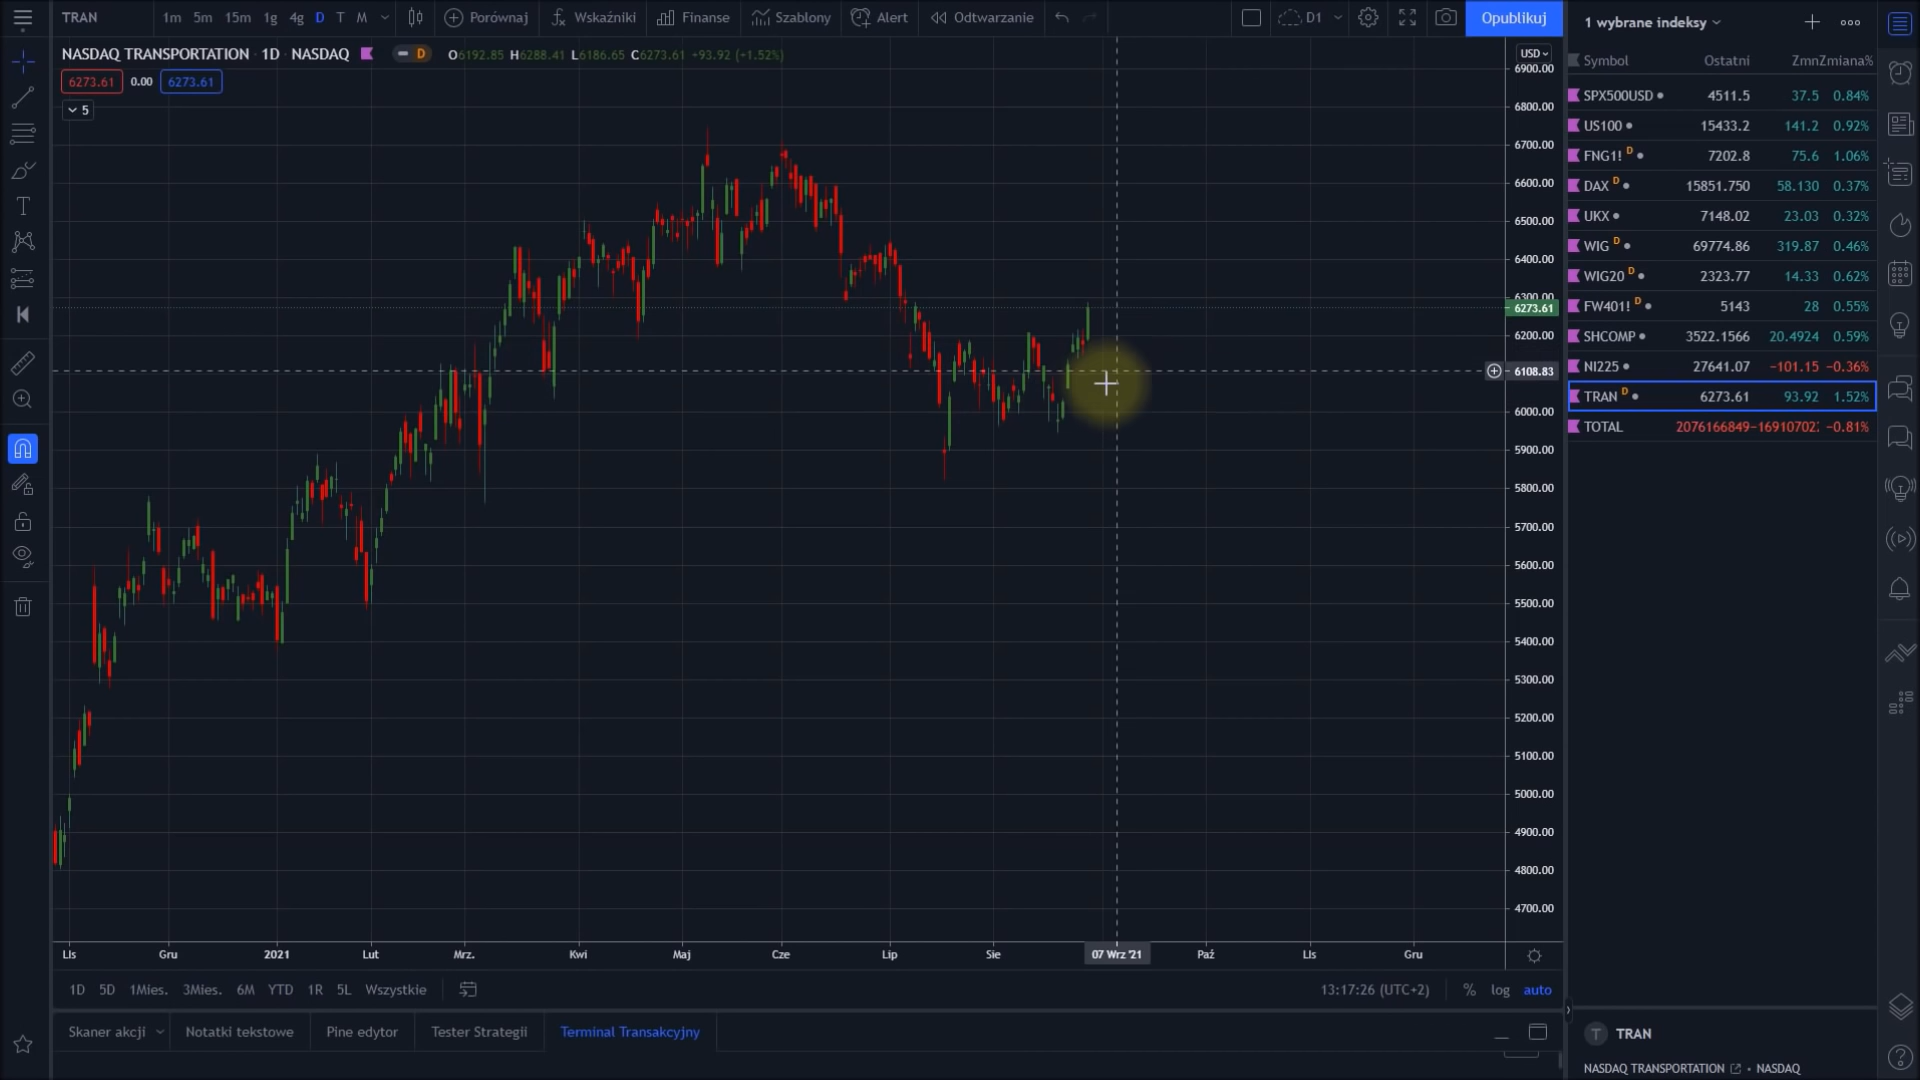 TRAN 1m 5m 15m 1g 4g D T M Porównaj Wskaźniki Finanse Szablony Alert Odtwarzanie D1 Opublikuj
1 wybrane indeksy
NASDAQ TRANSPORTATION · 1D · NASDAQ D O6192.85 H6288.41 L6186.65 C6273.61 +93.92 (+1.52%)
6273.61 0.00 6273.61
5
USD
6900.00
6800.00
6700.00
6600.00
6500.00
6400.00
6300.00
6273.61
6200.00
6108.83
6000.00
5900.00
5800.00
5700.00
5600.00
5500.00
5400.00
5300.00
5200.00
5100.00
5000.00
4900.00
4800.00
4700.00
Lis Gru 2021 Lut Mrz. Kwi Maj Cze Lip Sie 07 Wrz '21 Paź Lis Gru
1D 5D 1Mies. 3Mies. 6M YTD 1R 5L Wszystkie 13:17:26 (UTC+2) % log auto
Skaner akcji Notatki tekstowe Pine edytor Tester Strategii Terminal Transakcyjny
Symbol Ostatni Zmn Zmiana%
SPX500USD 4511.5 37.5 0.84%
US100 15433.2 141.2 0.92%
FNG1! D 7202.8 75.6 1.06%
DAX D 15851.750 58.130 0.37%
UKX 7148.02 23.03 0.32%
WIG D 69774.86 319.87 0.46%
WIG20 D 2323.77 14.33 0.62%
FW401! D 5143 28 0.55%
SHCOMP 3522.1566 20.4924 0.59%
NI225 27641.07 −101.15 −0.36%
TRAN D 6273.61 93.92 1.52%
TOTAL 2076166849 −16910702 −0.81%
T TRAN
NASDAQ TRANSPORTATION • NASDAQ